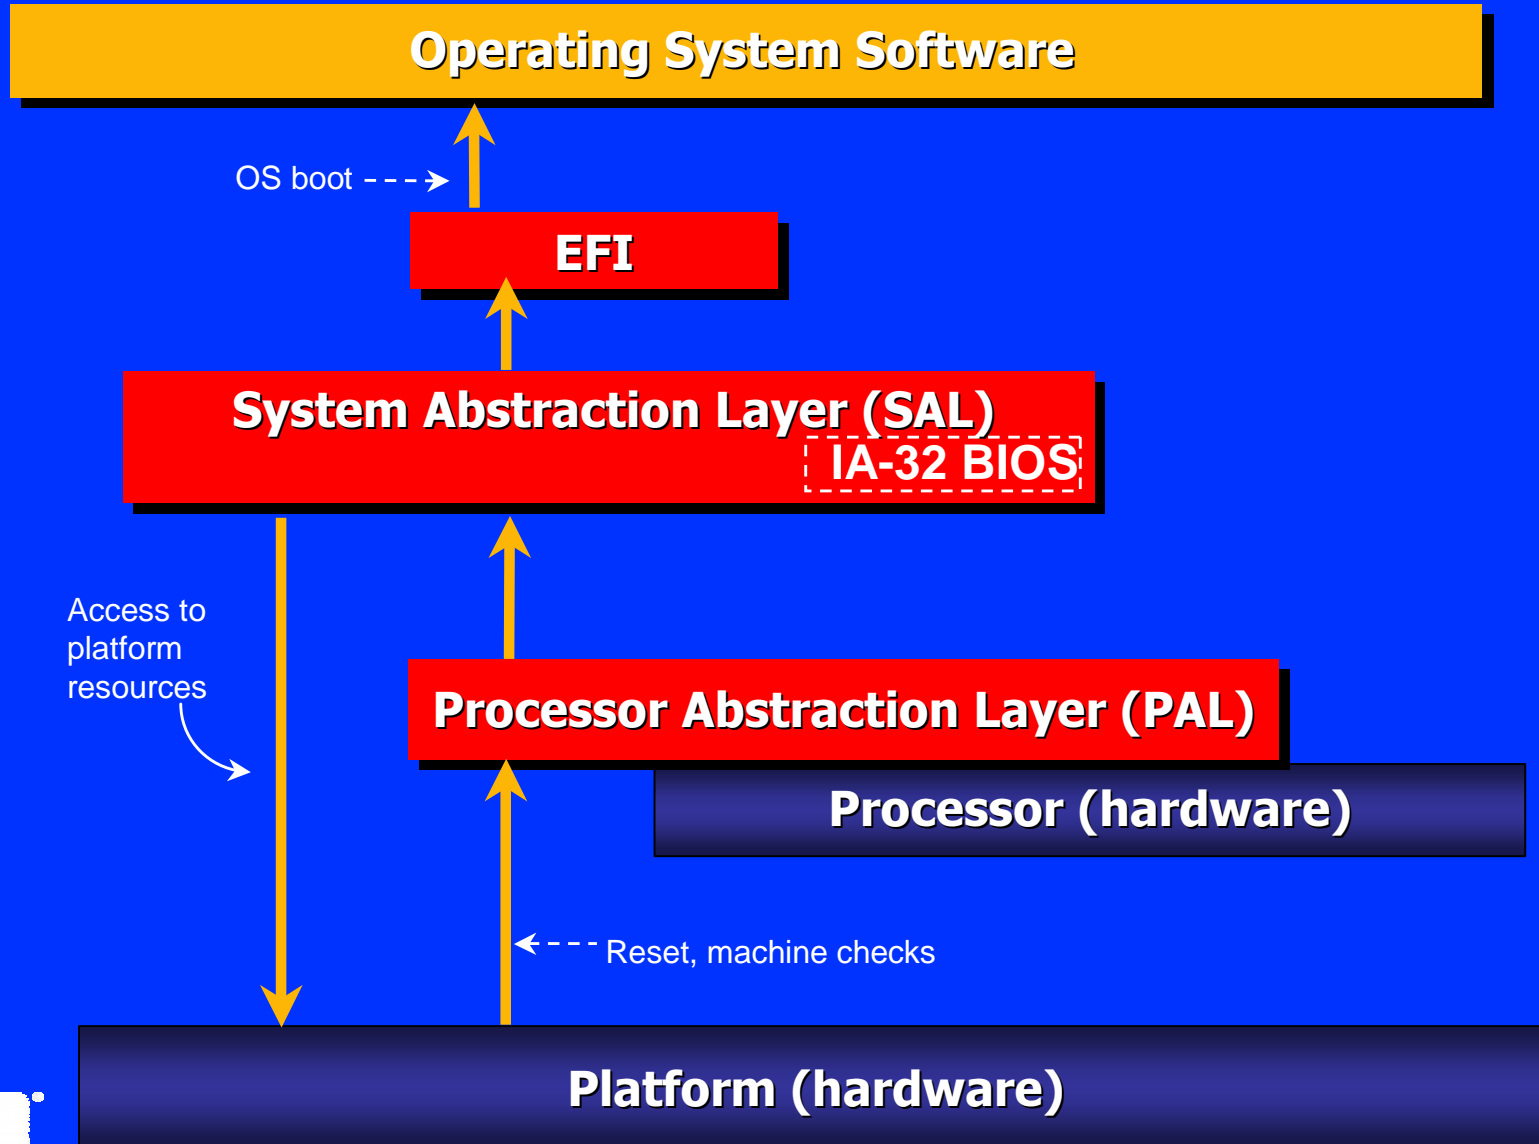 Operating System Software
OS boot
EFI
System Abstraction Layer (SAL)
IA-32 BIOS
Access to
platform
resources
Processor Abstraction Layer (PAL)
Processor (hardware)
Reset, machine checks
Platform (hardware)